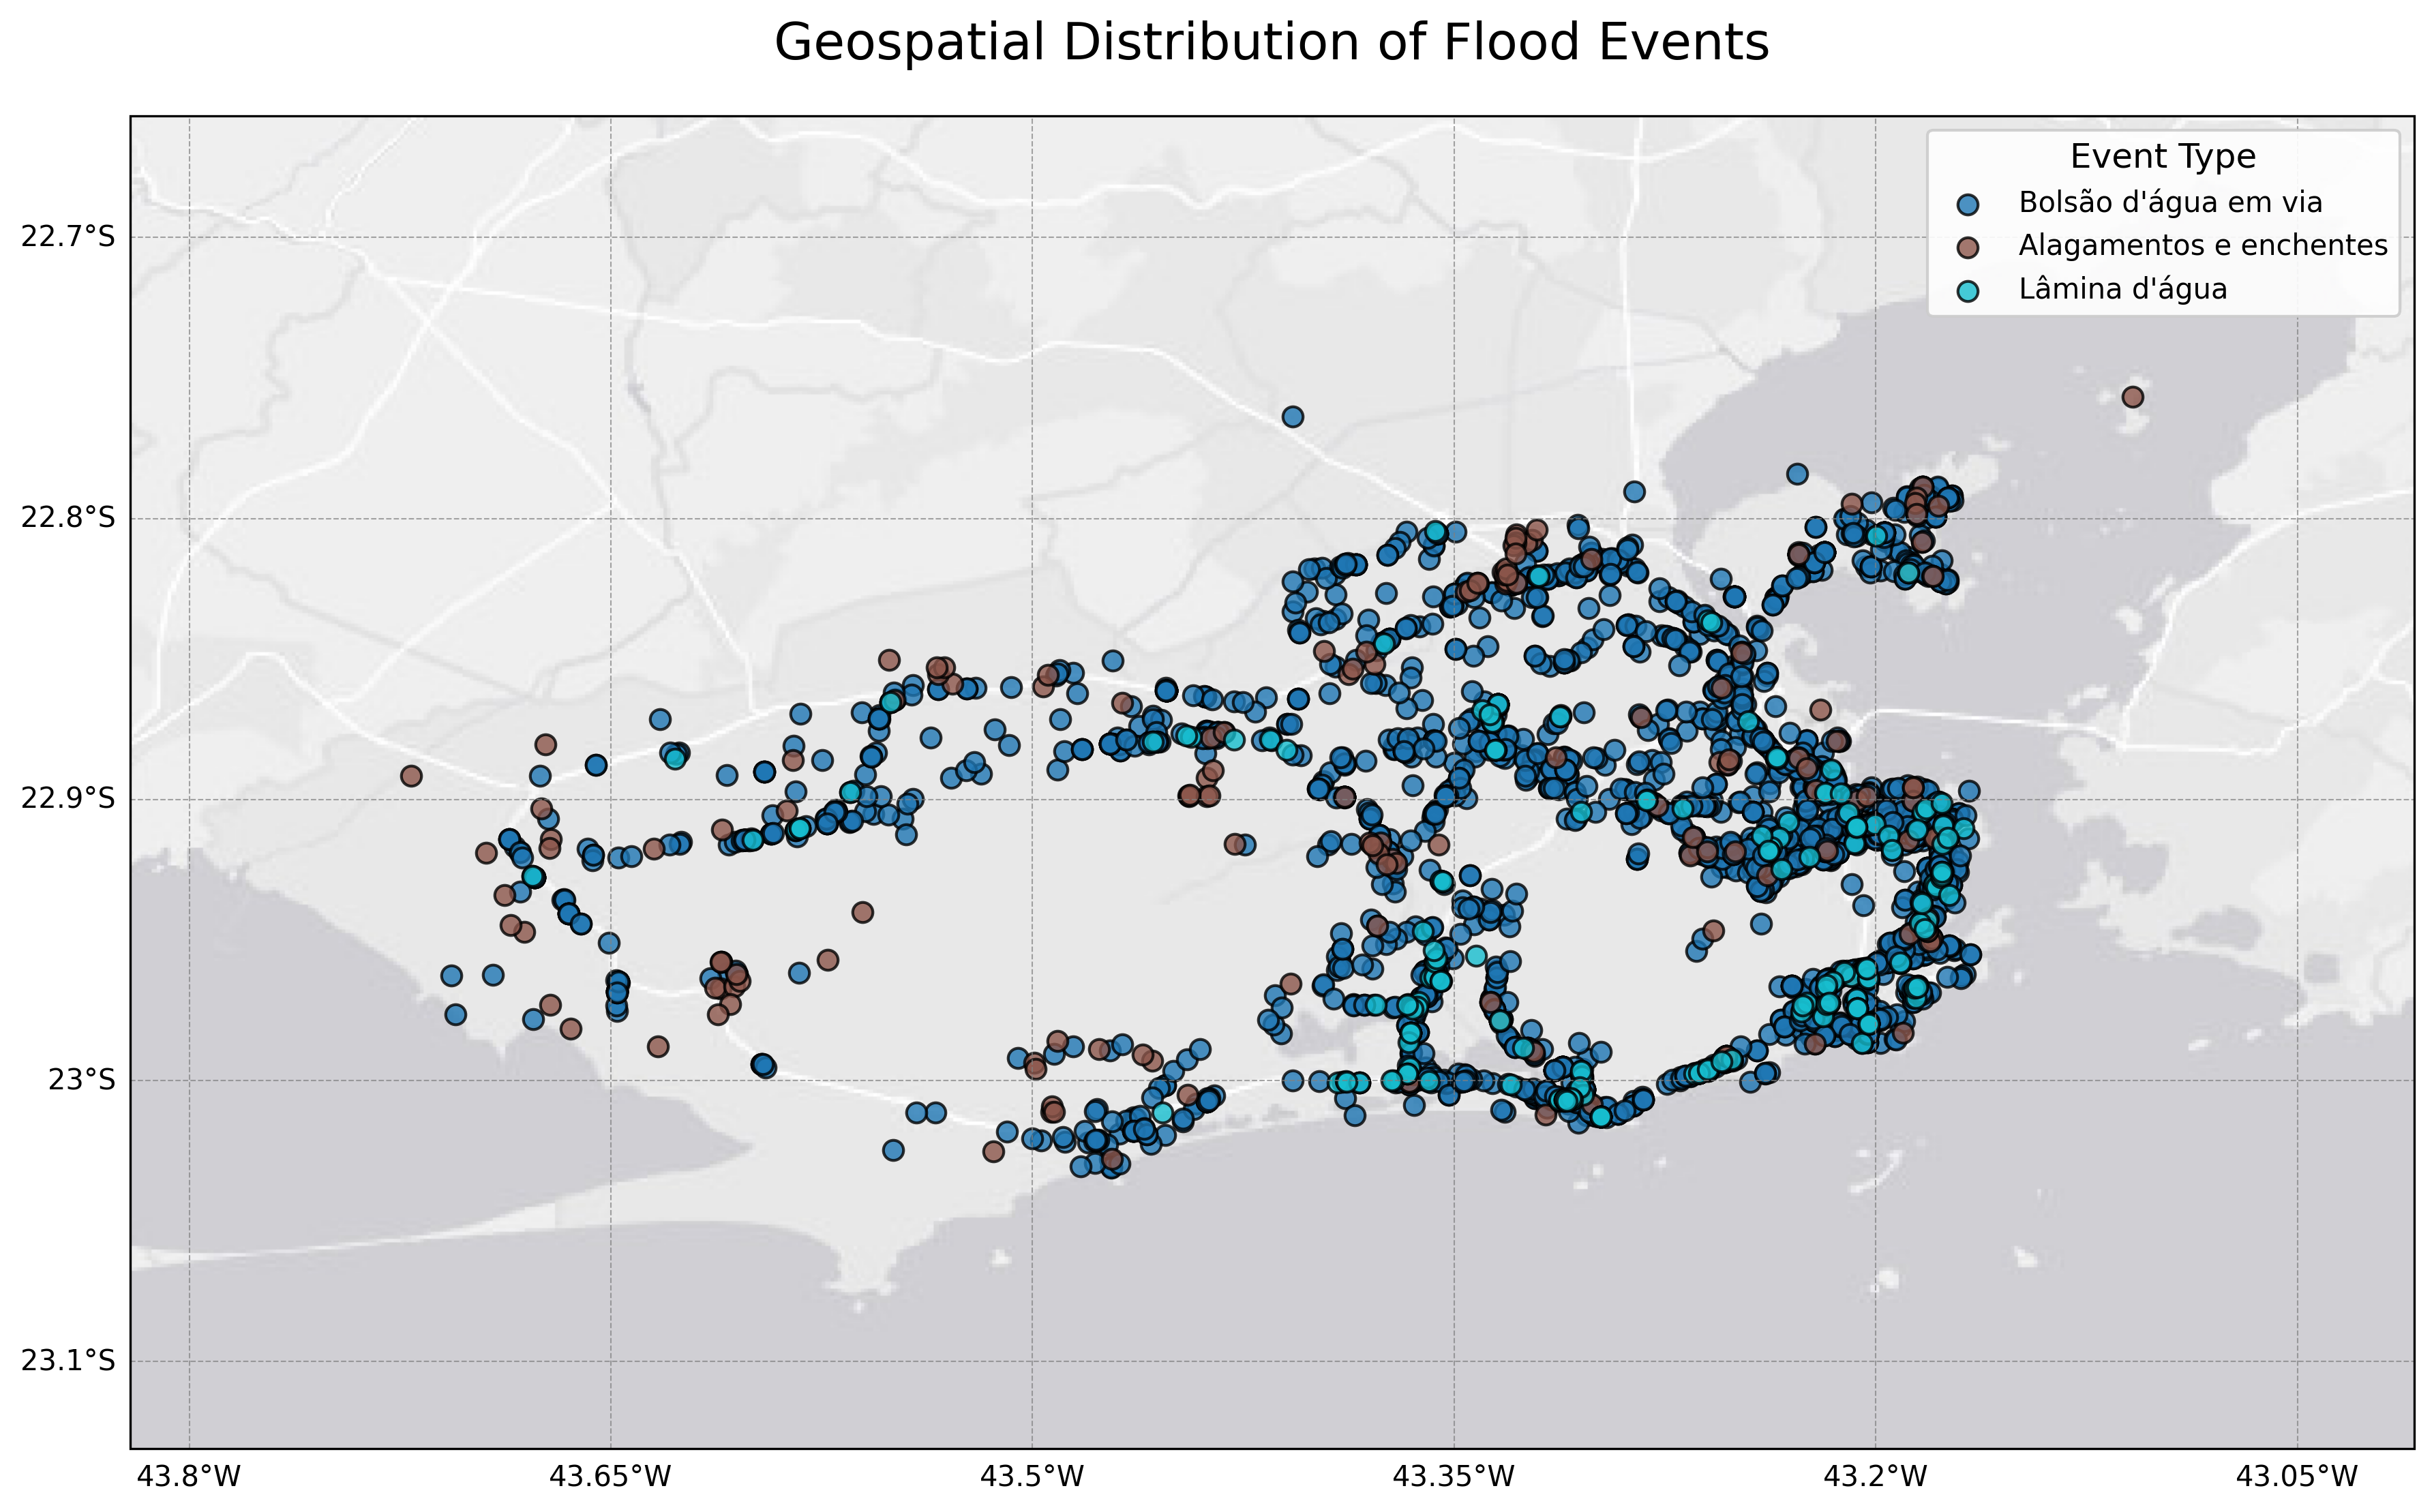 Geospatial Distribution of Flood Events
Event Type
Bolsão d'água em via
Alagamentos e enchentes
Lâmina d'água
22.7°S
22.8°S
22.9°S
23°S
23.1°S
43.8°W
43.65°W
43.5°W
43.35°W
43.2°W
43.05°W